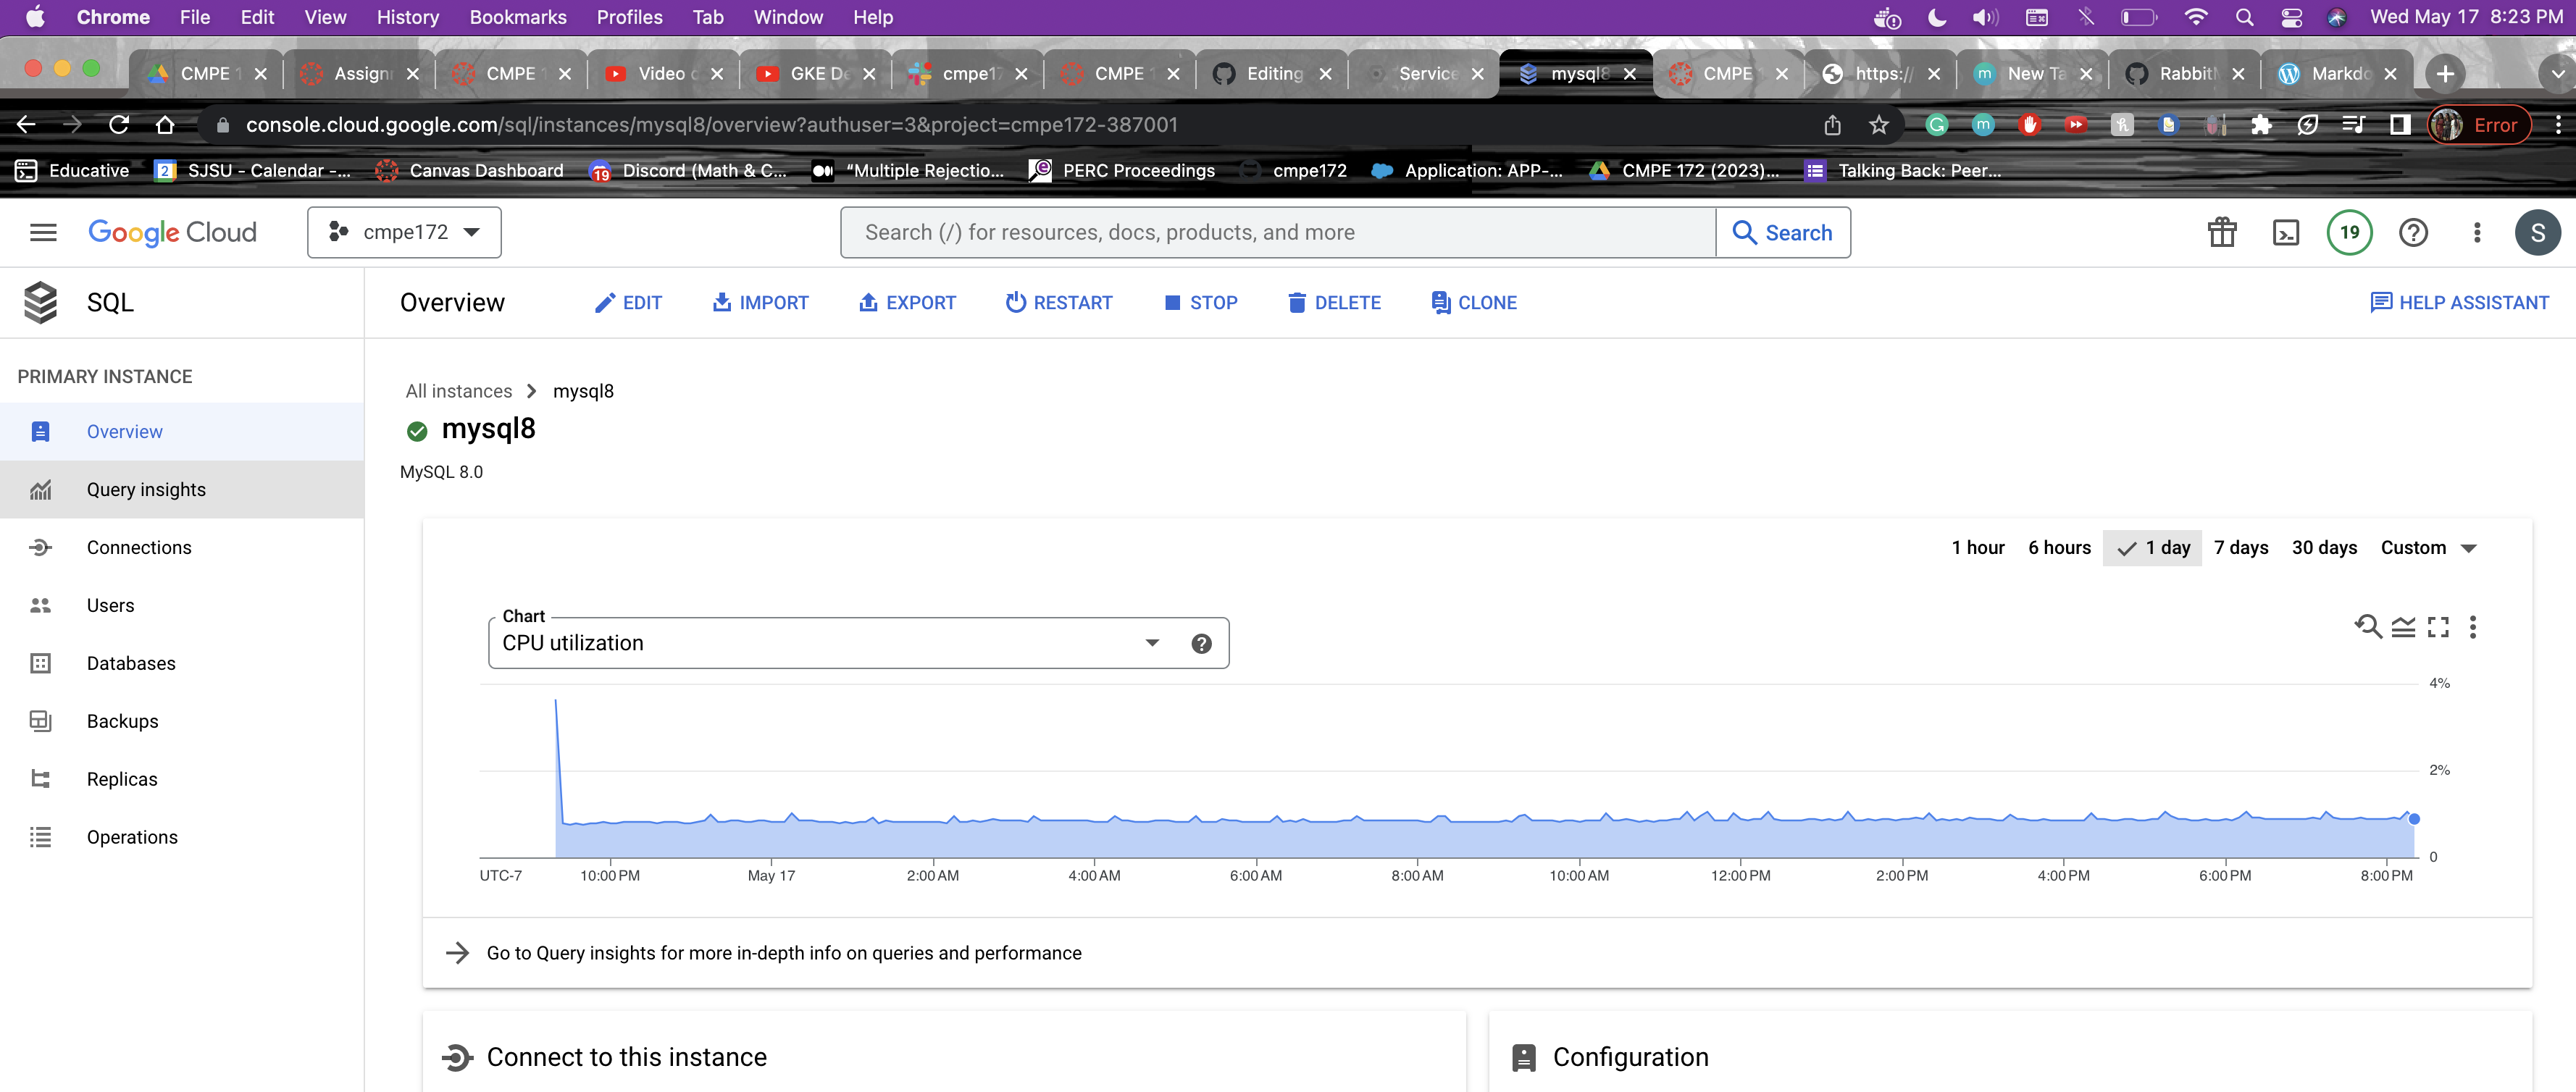 Chrome File Edit View History Bookmarks Profiles Tab Window Help Wed May 17 8:23 PM
CMPE 1 Assign CMPE 1 Video GKE De cmpe17 CMPE 1 Editing Service mysql8 CMPE https:// New Ta Rabbit Markdo
console.cloud.google.com/sql/instances/mysql8/overview?authuser=3&project=cmpe172-387001 Error
Educative 2 SJSU - Calendar -... Canvas Dashboard 19 Discord (Math & C... “Multiple Rejectio... PERC Proceedings cmpe172 Application: APP-... CMPE 172 (2023)... Talking Back: Peer...
Google Cloud cmpe172 Search (/) for resources, docs, products, and more Search 19 S
SQL Overview EDIT IMPORT EXPORT RESTART STOP DELETE CLONE HELP ASSISTANT
PRIMARY INSTANCE
Overview
Query insights
Connections
Users
Databases
Backups
Replicas
Operations
All instances mysql8
mysql8
MySQL 8.0
1 hour 6 hours 1 day 7 days 30 days Custom
Chart
CPU utilization
4%
2%
0
UTC-7 10:00 PM May 17 2:00 AM 4:00 AM 6:00 AM 8:00 AM 10:00 AM 12:00 PM 2:00 PM 4:00 PM 6:00 PM 8:00 PM
Go to Query insights for more in-depth info on queries and performance
Connect to this instance
Configuration